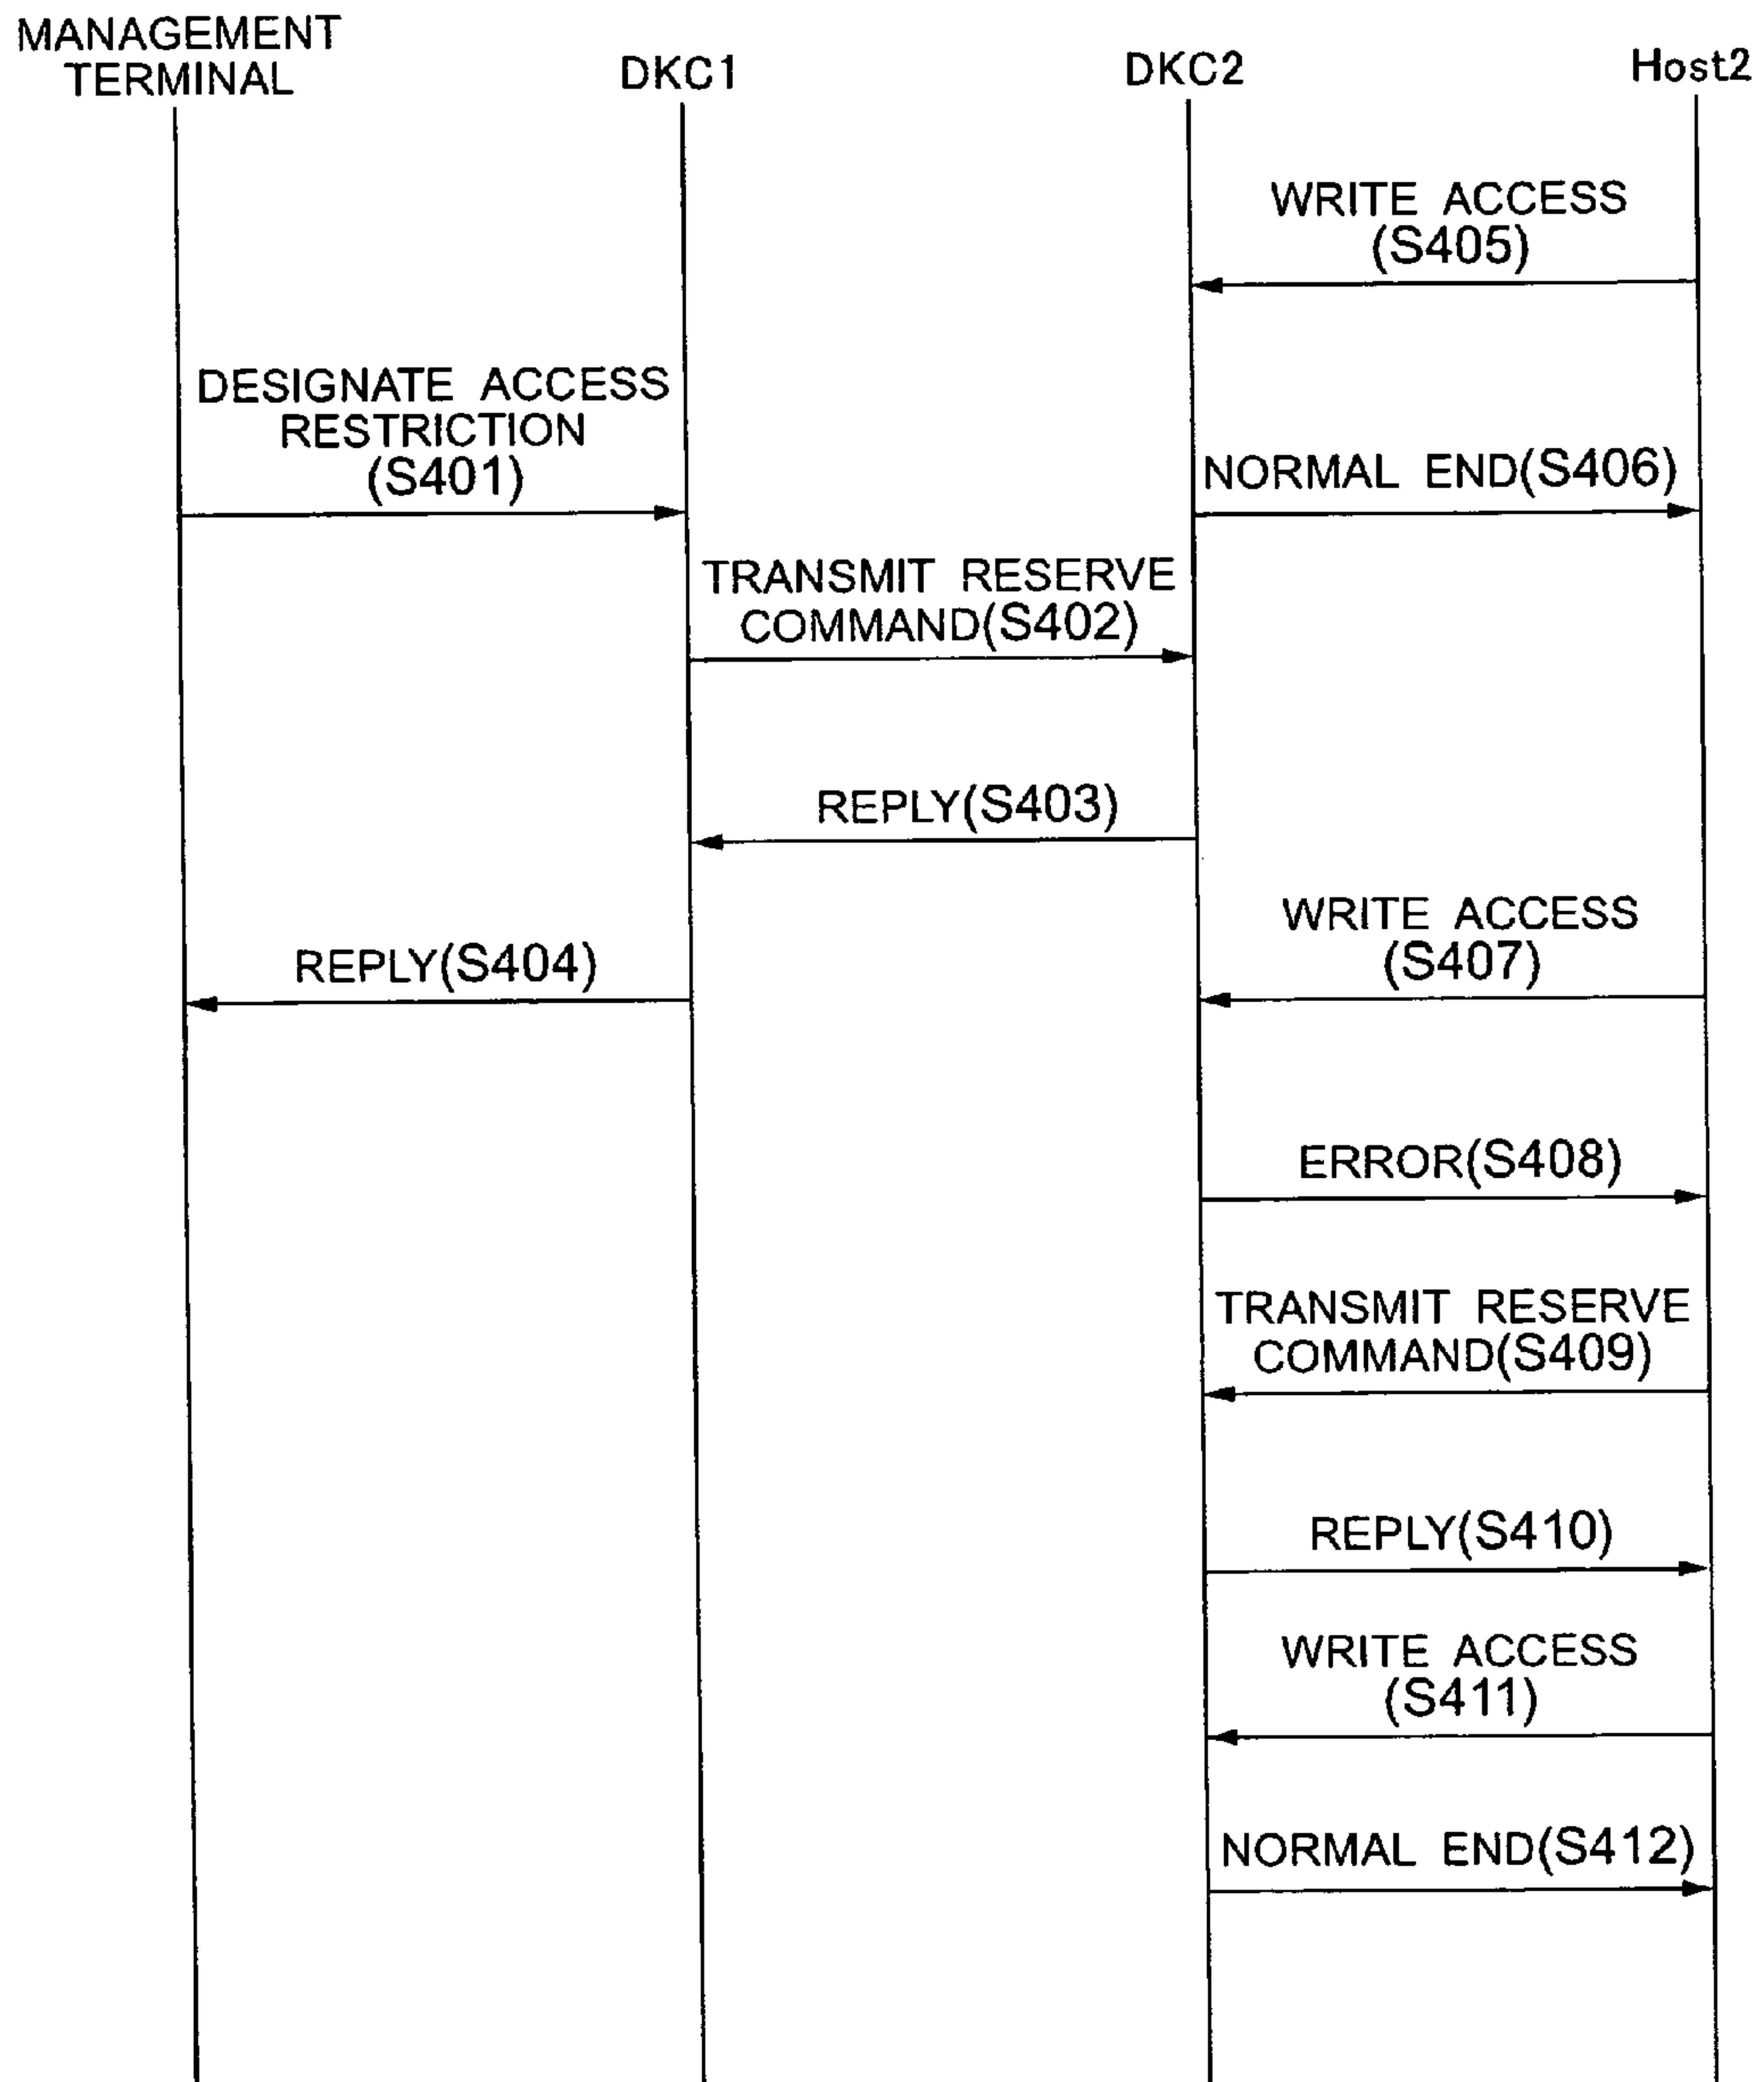 MANAGEMENT
TERMINAL
DKC1
DKC2
Host2
WRITE ACCESS
(S405)
DESIGNATE ACCESS
RESTRICTION
(S401)
NORMAL END(S406)
TRANSMIT RESERVE
COMMAND(S402)
REPLY(S403)
WRITE ACCESS
(S407)
REPLY(S404)
ERROR(S408)
TRANSMIT RESERVE
COMMAND(S409)
REPLY(S410)
WRITE ACCESS
(S411)
NORMAL END(S412)